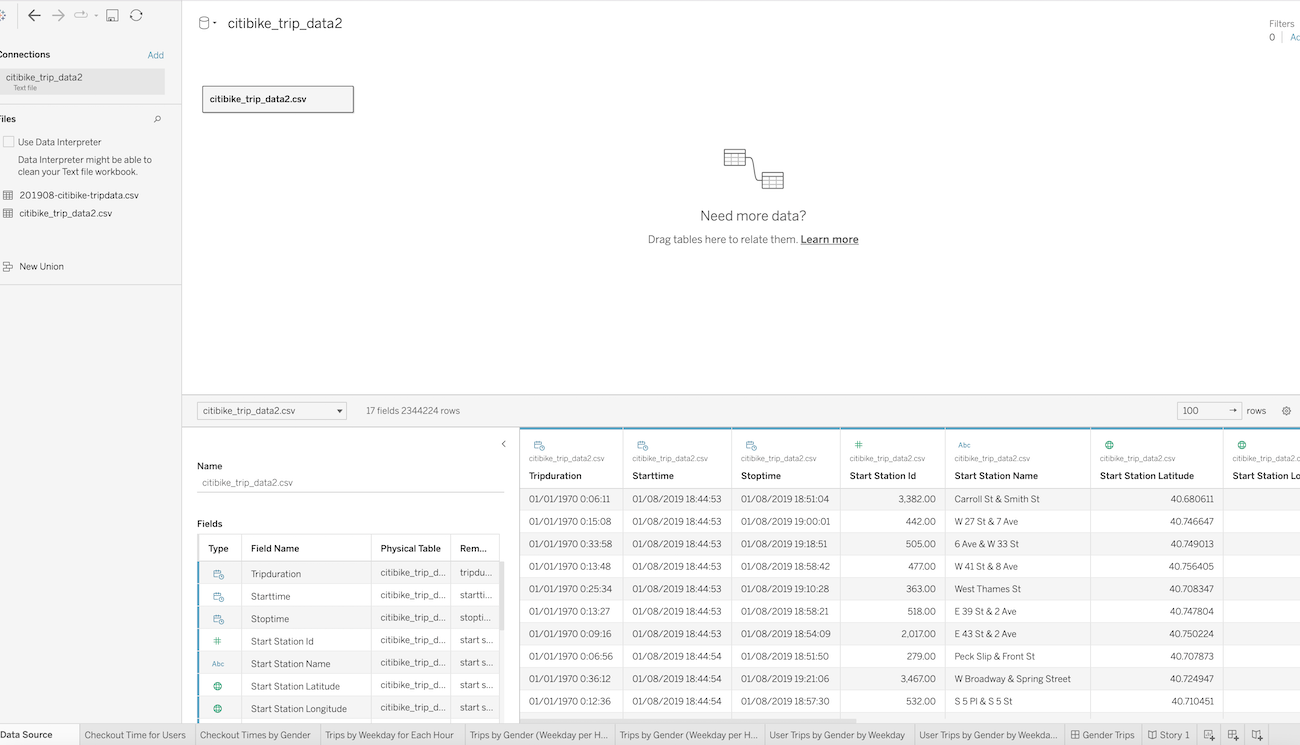 citibike_trip_data2
Filters
0 Ad
Connections Add
citibike_trip_data2
Text file
citibike_trip_data2.csv
Files
Use Data Interpreter
Data Interpreter might be able to
clean your Text file workbook.
201908-citibike-tripdata.csv
citibike_trip_data2.csv
New Union
Need more data?
Drag tables here to relate them. Learn more
citibike_trip_data2.csv 17 fields 2344224 rows 100 → rows
Name
citibike_trip_data2.csv
Fields
Type Field Name Physical Table Rem...
Tripduration citibike_trip_d... tripdu...
Starttime citibike_trip_d... startti...
Stoptime citibike_trip_d... stopti...
# Start Station Id citibike_trip_d... start s...
Abc Start Station Name citibike_trip_d... start s...
Start Station Latitude citibike_trip_d... start s...
Start Station Longitude citibike_trip_d... start s...
# Abc
citibike_trip_data2.csv citibike_trip_data2.csv citibike_trip_data2.csv citibike_trip_data2.csv citibike_trip_data2.csv citibike_trip_data2.csv citibike_trip_data2.c
Tripduration Starttime Stoptime Start Station Id Start Station Name Start Station Latitude Start Station Lo
01/01/1970 0:06:11 01/08/2019 18:44:53 01/08/2019 18:51:04 3,382.00 Carroll St & Smith St 40.680611
01/01/1970 0:15:08 01/08/2019 18:44:53 01/08/2019 19:00:01 442.00 W 27 St & 7 Ave 40.746647
01/01/1970 0:33:58 01/08/2019 18:44:53 01/08/2019 19:18:51 505.00 6 Ave & W 33 St 40.749013
01/01/1970 0:13:48 01/08/2019 18:44:53 01/08/2019 18:58:42 477.00 W 41 St & 8 Ave 40.756405
01/01/1970 0:25:34 01/08/2019 18:44:53 01/08/2019 19:10:28 363.00 West Thames St 40.708347
01/01/1970 0:13:27 01/08/2019 18:44:53 01/08/2019 18:58:21 518.00 E 39 St & 2 Ave 40.747804
01/01/1970 0:09:16 01/08/2019 18:44:53 01/08/2019 18:54:09 2,017.00 E 43 St & 2 Ave 40.750224
01/01/1970 0:06:56 01/08/2019 18:44:54 01/08/2019 18:51:50 279.00 Peck Slip & Front St 40.707873
01/01/1970 0:36:12 01/08/2019 18:44:54 01/08/2019 19:21:06 3,467.00 W Broadway & Spring Street 40.724947
01/01/1970 0:12:36 01/08/2019 18:44:54 01/08/2019 18:57:30 532.00 S 5 Pl & S 5 St 40.710451
Data Source Checkout Time for Users Checkout Times by Gender Trips by Weekday for Each Hour Trips by Gender (Weekday per H... Trips by Gender (Weekday per H... User Trips by Gender by Weekday User Trips by Gender by Weekda... Gender Trips Story 1